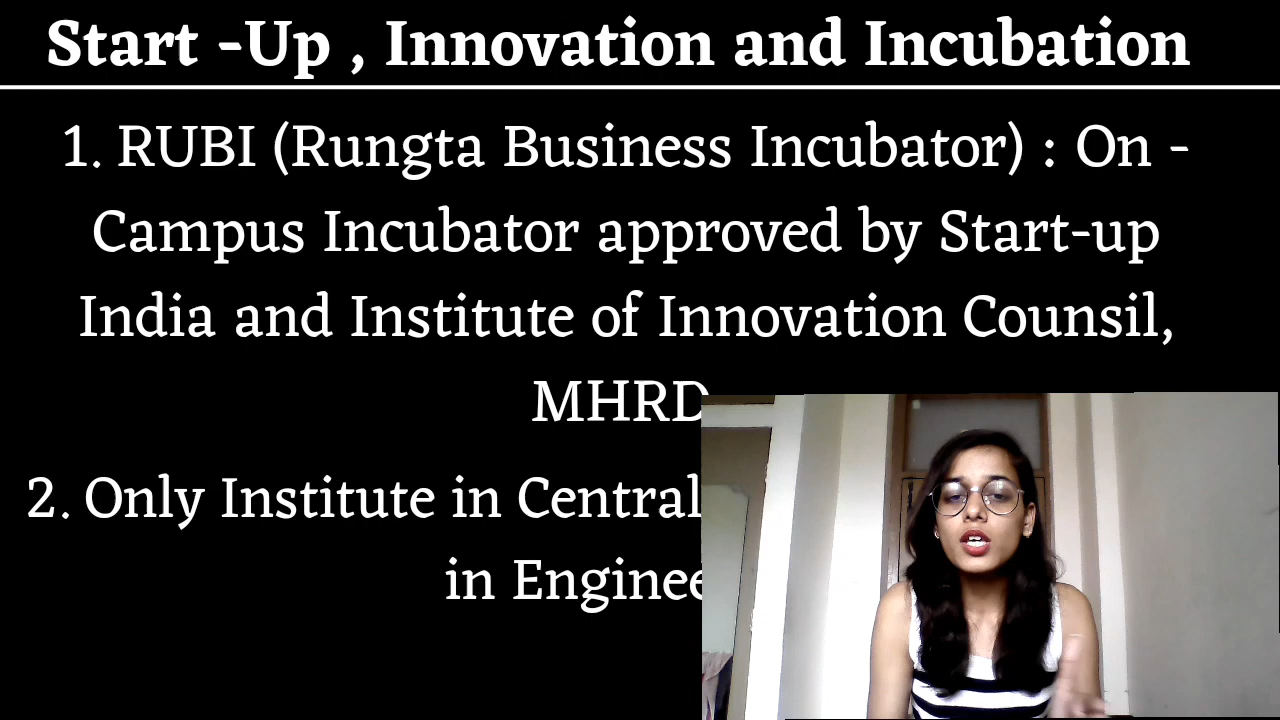 Start -Up , Innovation and Incubation
1. RUBI (Rungta Business Incubator) : On -
Campus Incubator approved by Start-up
India and Institute of Innovation Counsil,
MHRD
2. Only Institute in Central
in